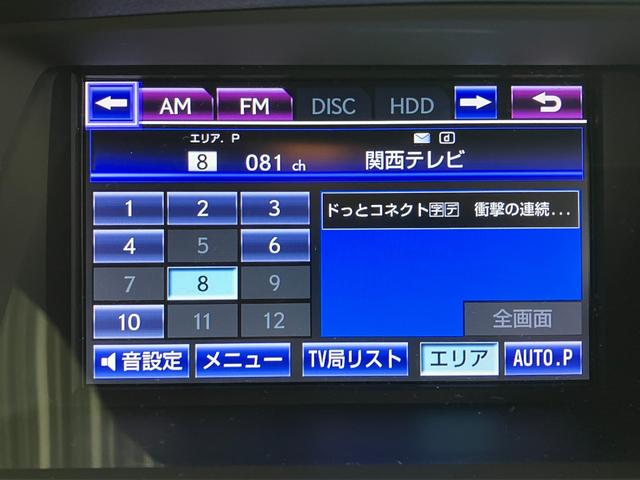 AM FM DISC HDD
エリア.P
8 081 ch 関西テレビ
d
1 2 3
ドっとコネクト🈑🈓 衝撃の連続...
4 5 6
7 8 9
10 11 12
全画面
音設定 メニュー TV局リスト エリア AUTO.P